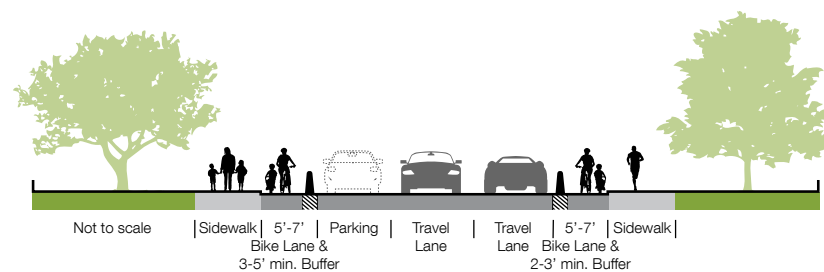 Not to scale
Sidewalk
5’-7’
Bike Lane &
3-5’ min. Buffer
Parking
Travel
Lane
Travel
Lane
5’-7’
Bike Lane &
2-3’ min. Buffer
Sidewalk